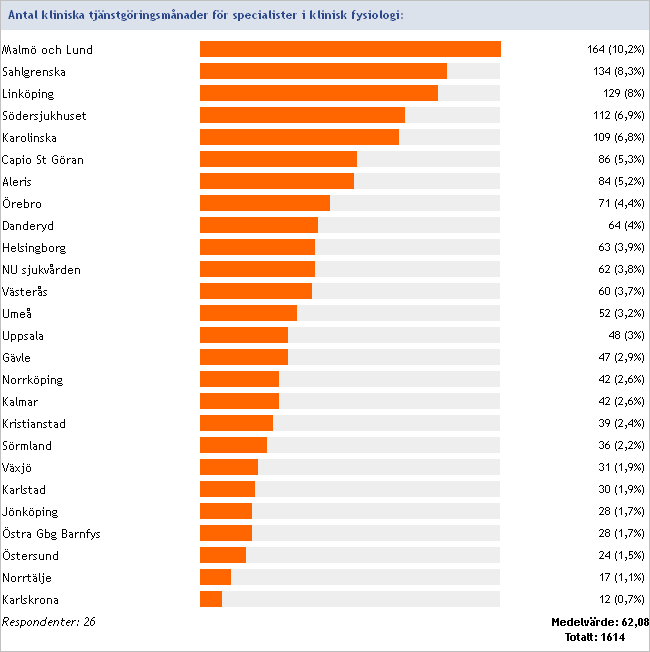 Antal kliniska tjänstgöringsmånader för specialister i klinisk fysiologi:
Malmö och Lund 164 (10,2%)
Sahlgrenska 134 (8,3%)
Linköping 129 (8%)
Södersjukhuset 112 (6,9%)
Karolinska 109 (6,8%)
Capio St Göran 86 (5,3%)
Aleris 84 (5,2%)
Örebro 71 (4,4%)
Danderyd 64 (4%)
Helsingborg 63 (3,9%)
NU sjukvården 62 (3,8%)
Västerås 60 (3,7%)
Umeå 52 (3,2%)
Uppsala 48 (3%)
Gävle 47 (2,9%)
Norrköping 42 (2,6%)
Kalmar 42 (2,6%)
Kristianstad 39 (2,4%)
Sörmland 36 (2,2%)
Växjö 31 (1,9%)
Karlstad 30 (1,9%)
Jönköping 28 (1,7%)
Östra Gbg Barnfys 28 (1,7%)
Östersund 24 (1,5%)
Norrtälje 17 (1,1%)
Karlskrona 12 (0,7%)
Respondenter: 26 Medelvärde: 62,08
Totalt: 1614